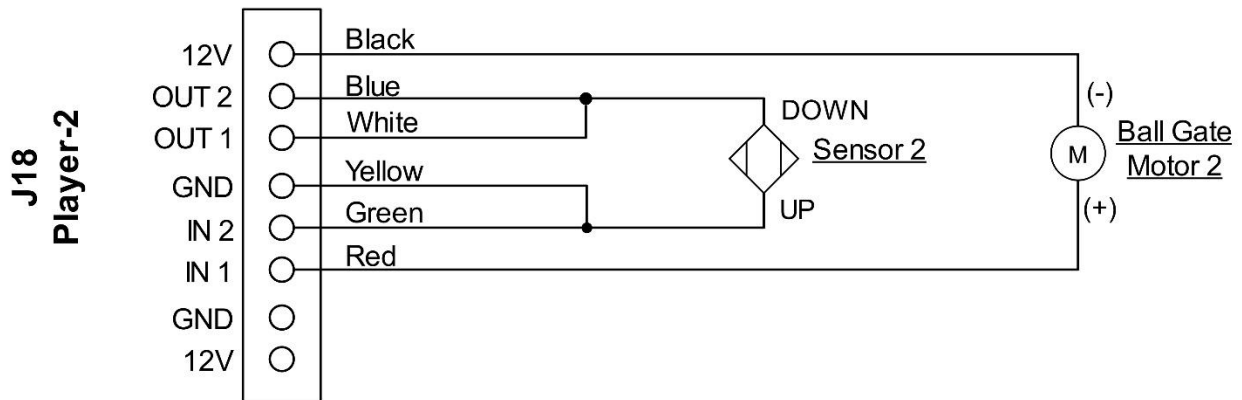 J18
Player-2
12V
OUT 2
OUT 1
GND
IN 2
IN 1
GND
12V
Black
Blue
White
Yellow
Green
Red
DOWN
Sensor 2
UP
(-)
M
Ball Gate
Motor 2
(+)